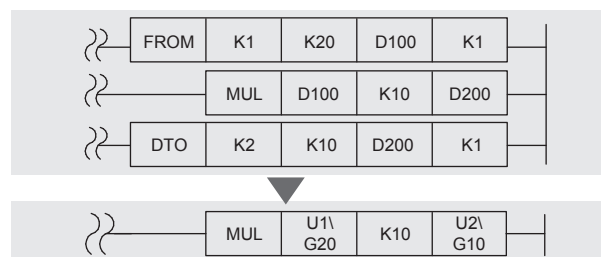 FROM K1 K20 D100 K1
MUL D100 K10 D200
DTO K2 K10 D200 K1
MUL U1\ G20 K10 U2\ G10